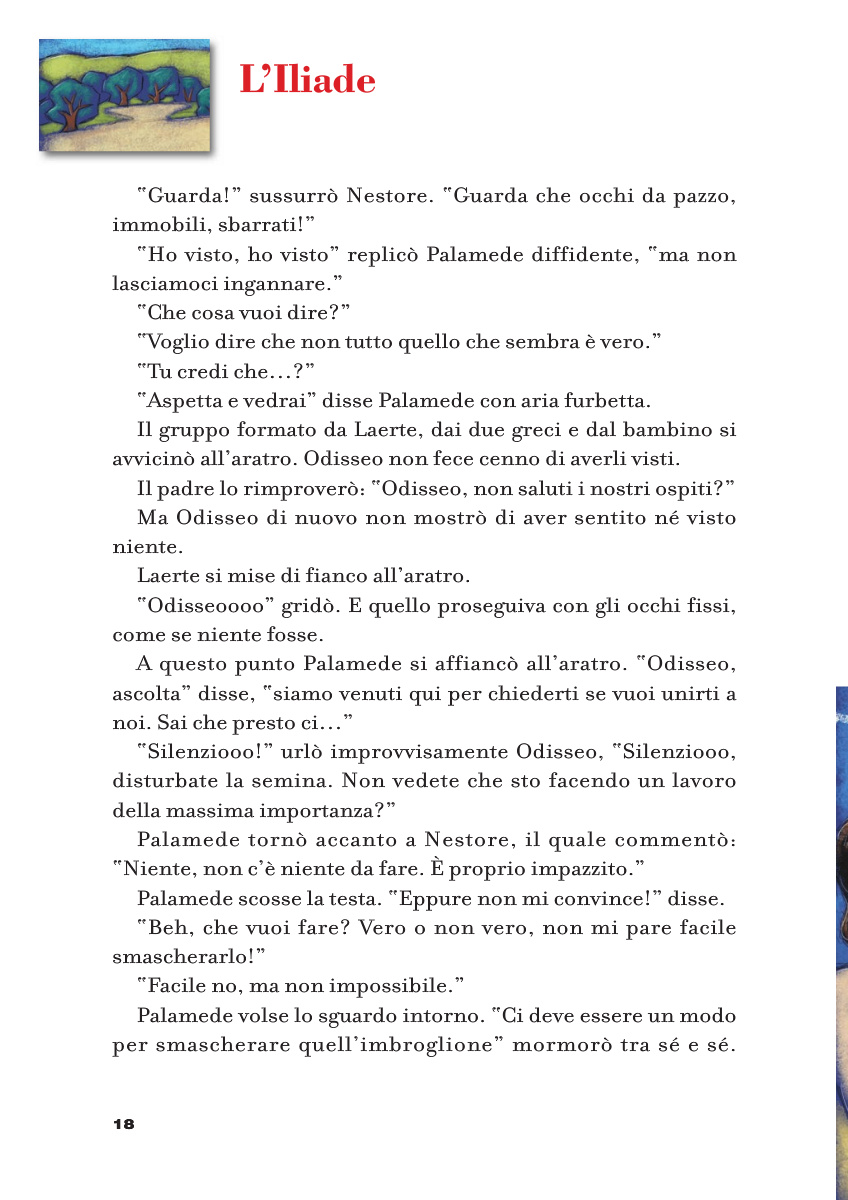 L’Iliade
“Guarda!” sussurrò Nestore. “Guarda che occhi da pazzo,
immobili, sbarrati!”
“Ho visto, ho visto” replicò Palamede diffidente, “ma non
lasciamoci ingannare.”
“Che cosa vuoi dire?”
“Voglio dire che non tutto quello che sembra è vero.”
“Tu credi che…?”
“Aspetta e vedrai” disse Palamede con aria furbetta.
Il gruppo formato da Laerte, dai due greci e dal bambino si
avvicinò all’aratro. Odisseo non fece cenno di averli visti.
Il padre lo rimproverò: “Odisseo, non saluti i nostri ospiti?”
Ma Odisseo di nuovo non mostrò di aver sentito né visto
niente.
Laerte si mise di fianco all’aratro.
“Odisseoooo” gridò. E quello proseguiva con gli occhi fissi,
come se niente fosse.
A questo punto Palamede si affiancò all’aratro. “Odisseo,
ascolta” disse, “siamo venuti qui per chiederti se vuoi unirti a
noi. Sai che presto ci…”
“Silenziooo!” urlò improvvisamente Odisseo, “Silenziooo,
disturbate la semina. Non vedete che sto facendo un lavoro
della massima importanza?”
Palamede tornò accanto a Nestore, il quale commentò:
“Niente, non c’è niente da fare. È proprio impazzito.”
Palamede scosse la testa. “Eppure non mi convince!” disse.
“Beh, che vuoi fare? Vero o non vero, non mi pare facile
smascherarlo!”
“Facile no, ma non impossibile.”
Palamede volse lo sguardo intorno. “Ci deve essere un modo
per smascherare quell’imbroglione” mormorò tra sé e sé.
18